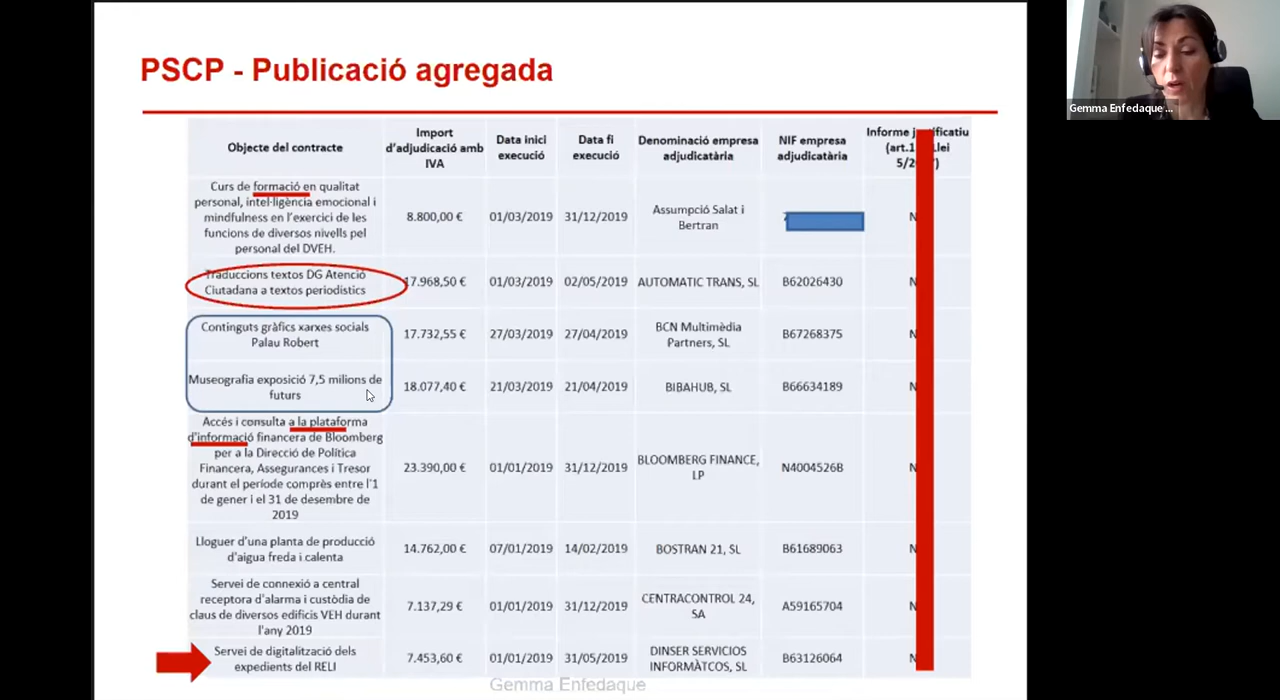 PSCP - Publicació agregada
Objecte del contracte
Import
d'adjudicació amb
IVA
Data inici
execució
Data fi
execució
Denominació empresa
adjudicatària
NIF empresa
adjudicatària
Informe
(art.1
5/20
Curs de formació en qualitat
personal, intel·ligència emocional i
mindfulness en l'exercici de les
funcions de diversos nivells pel
personal del DVEH.
8.800,00 €
01/03/2019
31/12/2019
Assumpció Salat i
Bertran
N
Traduccions textos DG Atenció
Ciutadana a textos periodístics
17.968,50 €
01/03/2019
02/05/2019
AUTOMATIC TRANS, SL
B62026430
N
Continguts gràfics xarxes socials
Palau Robert
17.732,55 €
27/03/2019
27/04/2019
BCN Multimèdia
Partners, SL
B67268375
N
Museografia exposició 7,5 milions de
futurs
18.077,40 €
21/03/2019
21/04/2019
BIBAHUB, SL
B66634189
N
Accés i consulta a la plataforma
d'informació financera de Bloomberg
per a la Direcció de Política
Financera, Assegurances i Tresor
durant el període comprès entre l'1
de gener i el 31 de desembre de
2019
23.390,00 €
01/01/2019
31/12/2019
BLOOMBERG FINANCE,
LP
N4004526B
N
Lloguer d'una planta de producció
d'aigua freda i calenta
14.762,00 €
07/01/2019
14/02/2019
BOSTRAN 21, SL
B61689063
N
Servei de connexió a central
receptora d'alarma i custòdia de
claus de diversos edificis VEH durant
l'any 2019
7.137,29 €
01/01/2019
31/12/2019
CENTRACONTROL 24,
SA
A59165704
N
Servei de digitalització dels
expedients del RELI
7.453,60 €
01/01/2019
31/05/2019
DINSER SERVICIOS
INFORMÀTCOS, SL
B63126064
N
Gemma Enfedaque
Gemma Enfedaque ...